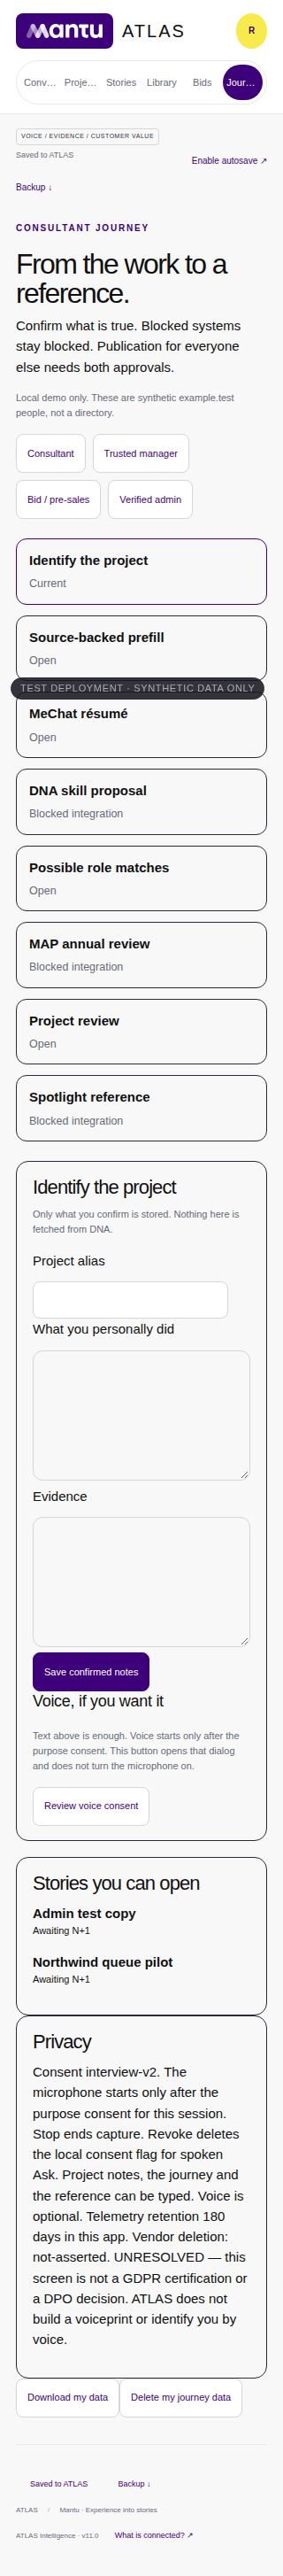 mantu ATLAS R
Conv… Proje… Stories Library Bids Jour…
VOICE / EVIDENCE / CUSTOMER VALUE
Saved to ATLAS
Enable autosave ↗
Backup ↓
CONSULTANT JOURNEY
From the work to a
reference.
Confirm what is true. Blocked systems
stay blocked. Publication for everyone
else needs both approvals.
Local demo only. These are synthetic example.test
people, not a directory.
Consultant Trusted manager
Bid / pre-sales Verified admin
Identify the project
Current
Source-backed prefill
Open
TEST DEPLOYMENT · SYNTHETIC DATA ONLY
MeChat résumé
Open
DNA skill proposal
Blocked integration
Possible role matches
Open
MAP annual review
Blocked integration
Project review
Open
Spotlight reference
Blocked integration
Identify the project
Only what you confirm is stored. Nothing here is
fetched from DNA.
Project alias
What you personally did
Evidence
Save confirmed notes
Voice, if you want it
Text above is enough. Voice starts only after the
purpose consent. This button opens that dialog
and does not turn the microphone on.
Review voice consent
Stories you can open
Admin test copy
Awaiting N+1
Northwind queue pilot
Awaiting N+1
Privacy
Consent interview-v2. The
microphone starts only after the
purpose consent for this session.
Stop ends capture. Revoke deletes
the local consent flag for spoken
Ask. Project notes, the journey and
the reference can be typed. Voice is
optional. Telemetry retention 180
days in this app. Vendor deletion:
not-asserted. UNRESOLVED — this
screen is not a GDPR certification or
a DPO decision. ATLAS does not
build a voiceprint or identify you by
voice.
Download my data Delete my journey data
Saved to ATLAS Backup ↓
ATLAS / Mantu · Experience into stories
ATLAS Intelligence · v11.0 What is connected? ↗